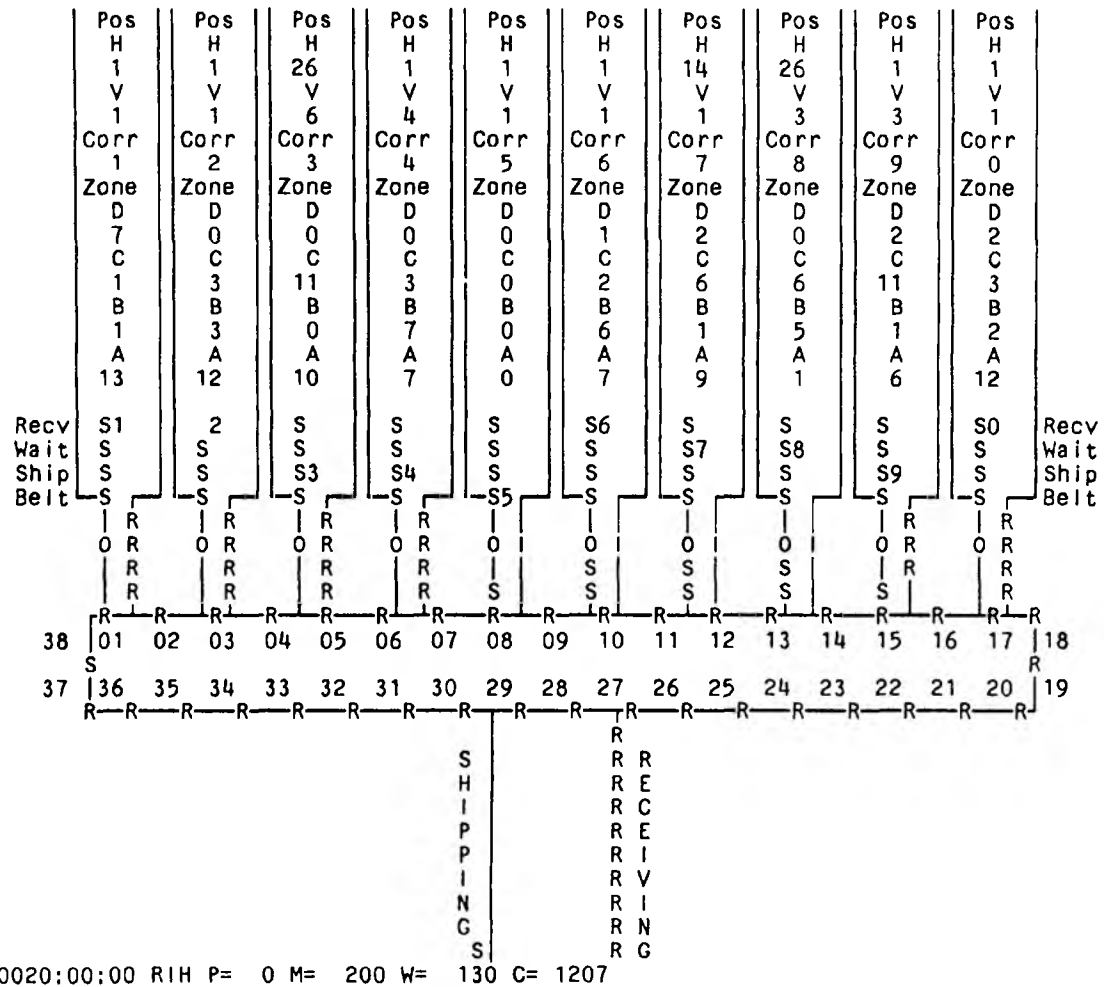 Pos Pos Pos Pos Pos Pos Pos Pos Pos Pos
H H H H H H H H H H
1 1 26 1 1 1 14 26 1 1
V V V V V V V V V V
1 1 6 4 1 1 1 3 3 1
Corr Corr Corr Corr Corr Corr Corr Corr Corr Corr
1 2 3 4 5 6 7 8 9 0
Zone Zone Zone Zone Zone Zone Zone Zone Zone Zone
D D D D D D D D D D
7 0 0 0 0 1 2 0 2 2
C C C C C C C C C C
1 3 11 3 0 2 6 6 11 3
B B B B B B B B B B
1 3 0 7 0 6 1 5 1 2
A A A A A A A A A A
13 12 10 7 0 7 9 1 6 12
Recv S1 2 S S S S6 S S S S0 Recv
Wait S S S S S S S7 S8 S S Wait
Ship S S S3 S4 S S S S S9 S Ship
Belt S S S S S5 S S S S S Belt
R R R R R R
O R O R O R O R O I O I O I O I O R O R
R R R R S S S R R
R R R R S S S S S R
R R R R R R R R R R R R R R R R R R
38 01 02 03 04 05 06 07 08 09 10 11 12 13 14 15 16 17 18
S R
37 36 35 34 33 32 31 30 29 28 27 26 25 24 23 22 21 20 19
R R R R R R R R R R R R R R R R R R
R
S R R
H R E
I R C
P R E
P R I
I R V
N R I
G R N
S R G
0020:00:00 RIH P= 0 M= 200 W= 130 C= 1207